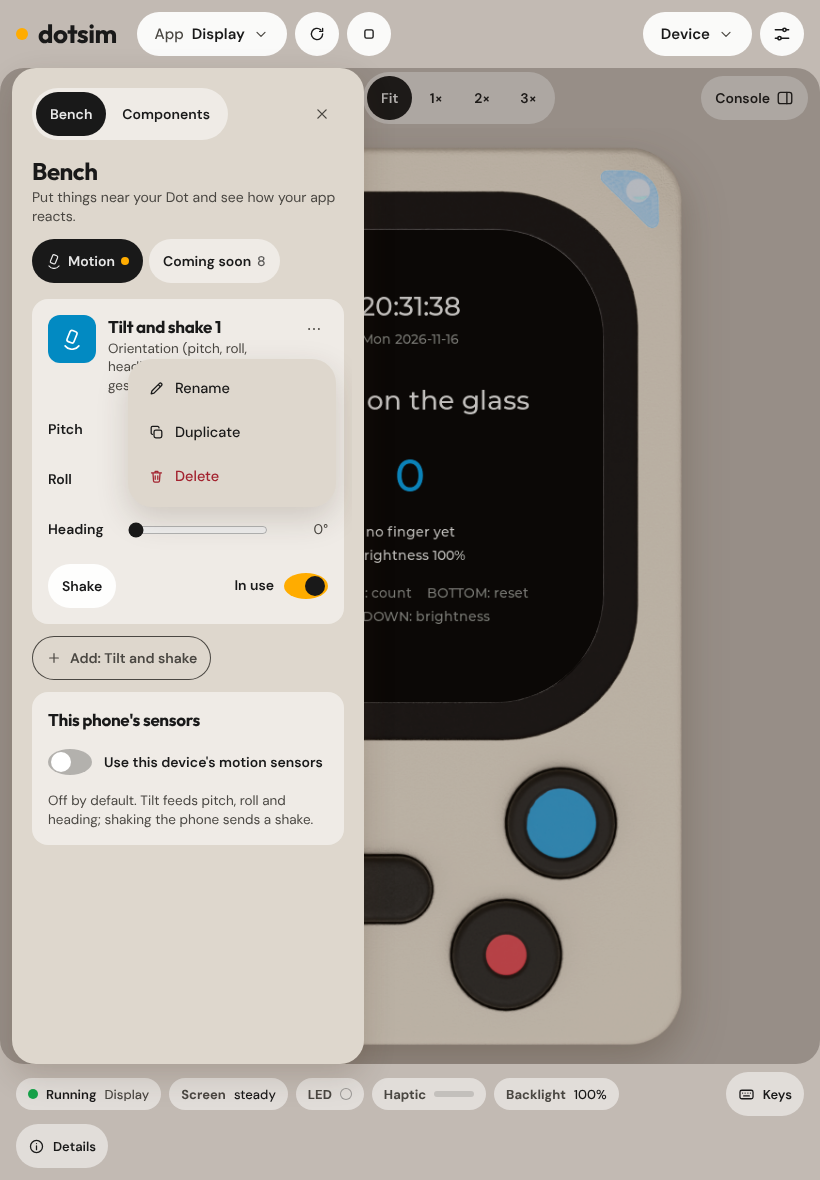 dotsim
App Display
Device
Bench Components
Fit 1× 2× 3×
Console
Bench
Put things near your Dot and see how your app
reacts.
Motion
Coming soon 8
Tilt and shake 1
Orientation (pitch, roll,
Rename
Duplicate
Delete
Pitch
Roll
Heading 0°
Shake
In use
Add: Tilt and shake
This phone's sensors
Use this device's motion sensors
Off by default. Tilt feeds pitch, roll and
heading; shaking the phone sends a shake.
20:31:38
Mon 2026-11-16
on the glass
0
no finger yet
100%
: count BOTTOM: reset
DOWN: brightness
Running Display
Screen steady
LED
Haptic
Backlight 100%
Keys
Details